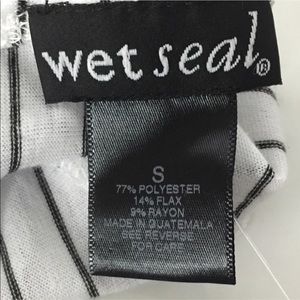 wet seal®
S
77% POLYESTER
14% FLAX
9% RAYON
MADE IN GUATEMALA
SEE REVERSE
FOR CARE